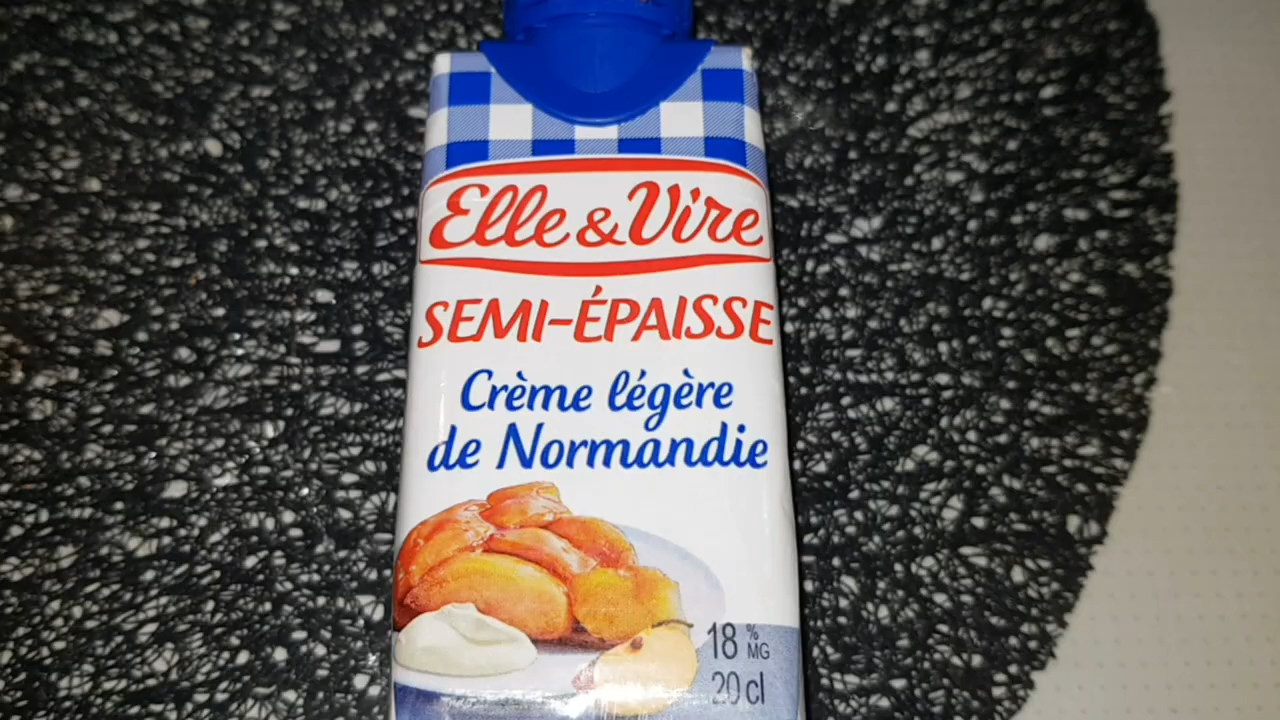 Elle & Vire
SEMI-ÉPAISSE
Crème légère
de Normandie
18 % MG
20 cl